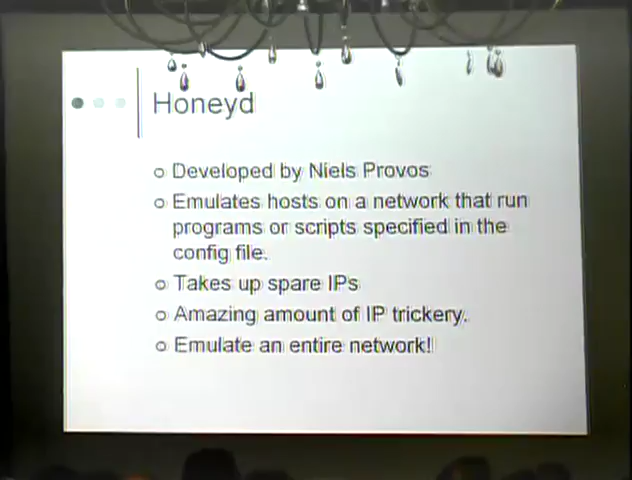 Honeyd
Developed by Niels Provos
Emulates hosts on a network that run
programs or scripts specified in the
config file.
Takes up spare IPs
Amazing amount of IP trickery.
Emulate an entire network!